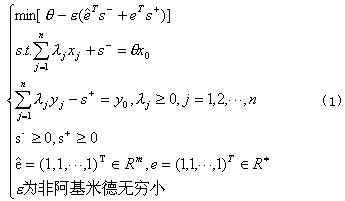 min[ θ − ε(ê^T s^- + e^T s^+)]
s.t. ∑_{j=1}^{n} λ_j x_j + s^- = θx_0
∑_{j=1}^{n} λ_j y_j − s^+ = y_0, λ_j ≥ 0, j = 1,2,⋯,n （1）
s^- ≥ 0, s^+ ≥ 0
ê = (1,1,⋯,1)^T ∈ R^m, e = (1,1,⋯,1)^T ∈ R^*
ε为非阿基米德无穷小